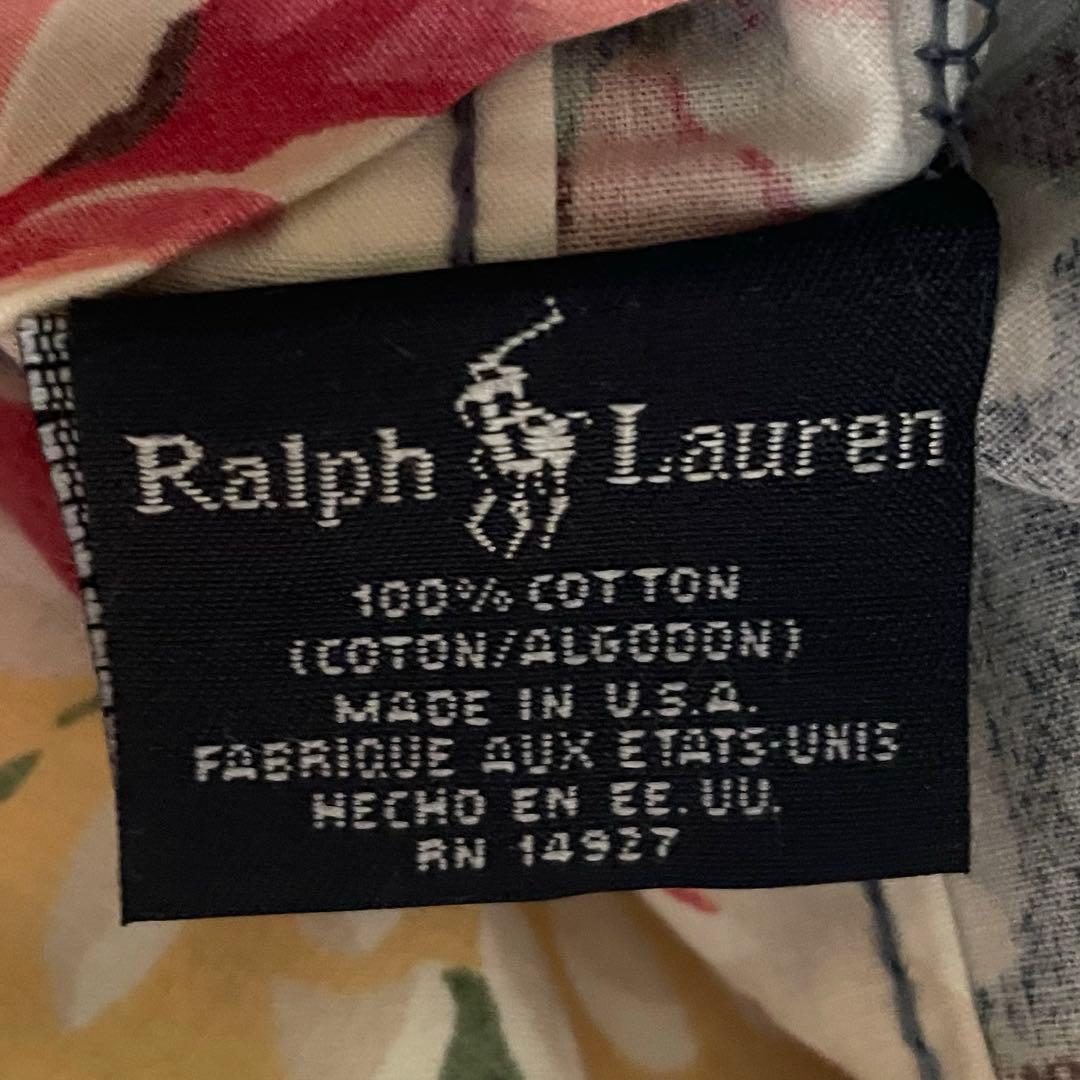 Ralph Lauren
100% COTTON
(COTON/ALGODON)
MADE IN U.S.A.
FABRIQUE AUX ETATS-UNIS
HECHO EN EE. UU.
RN 14927